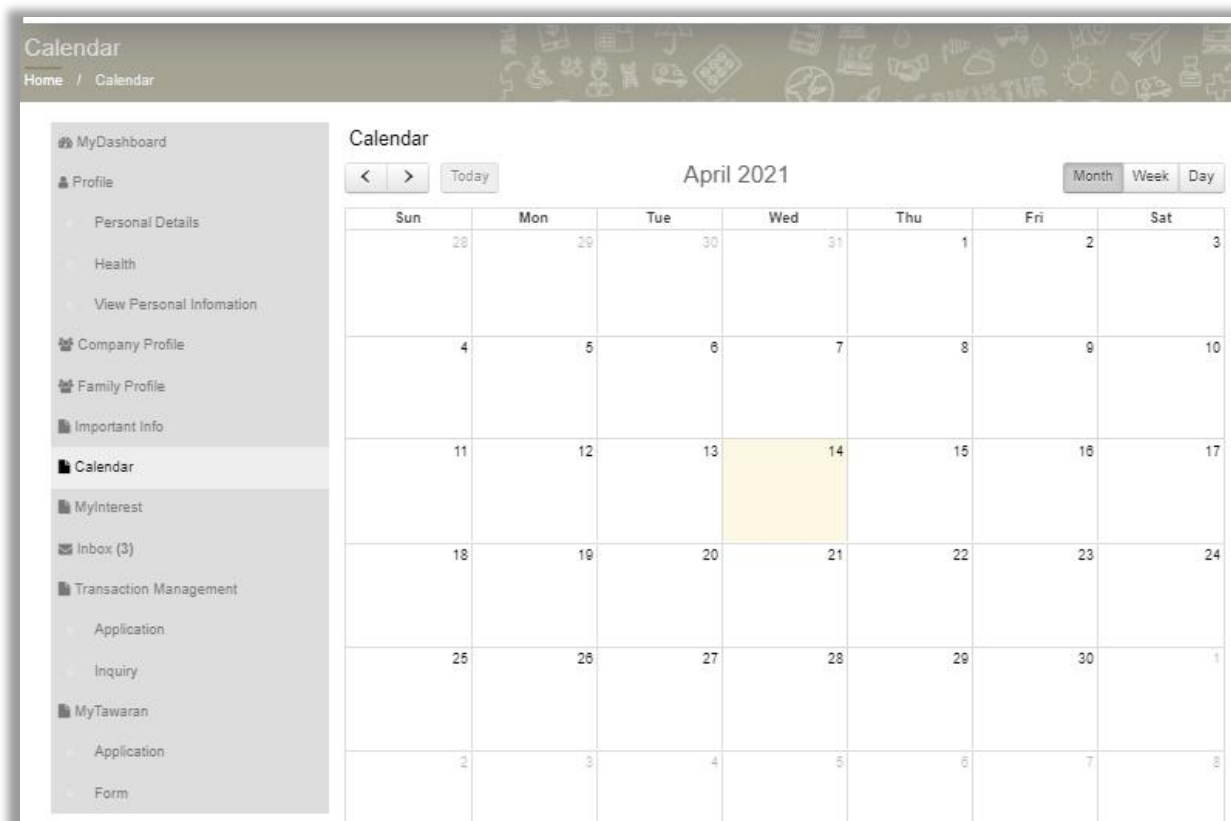 Calendar
Home / Calendar
MyDashboard
Profile
Personal Details
Health
View Personal Infomation
Company Profile
Family Profile
Important Info
Calendar
MyInterest
Inbox (3)
Transaction Management
Application
Inquiry
MyTawaran
Application
Form
Calendar
< > Today April 2021 Month Week Day
Sun Mon Tue Wed Thu Fri Sat
28 29 30 31 1 2 3
4 5 6 7 8 9 10
11 12 13 14 15 16 17
18 19 20 21 22 23 24
25 26 27 28 29 30 1
2 3 4 5 6 7 8